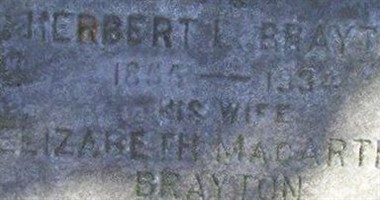 HERBERT L. BRAYT
HIS WIFE
ELIZABETH MACARTH
BRAYTON